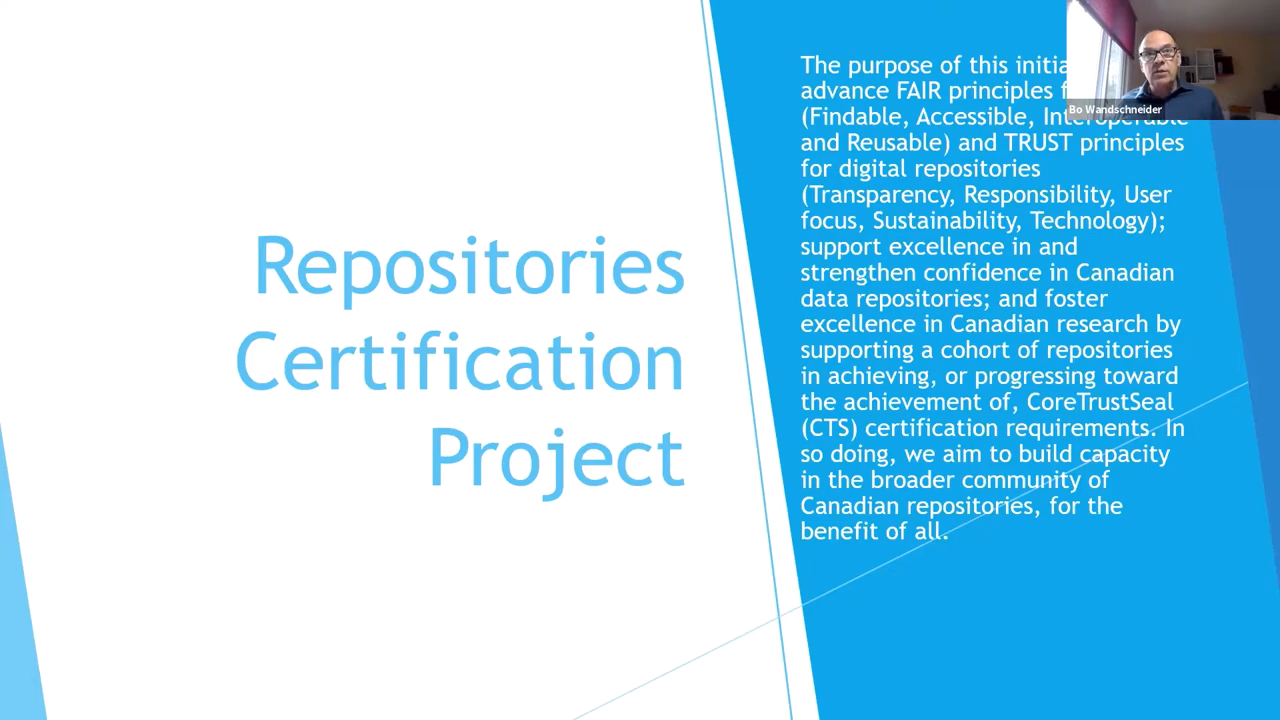 Repositories
Certification
Project
The purpose of this
advance FAIR principles
(Findable, Accessible, Interoperable
and Reusable) and TRUST principles
for digital repositories
(Transparency, Responsibility, User
focus, Sustainability, Technology);
support excellence in and
strengthen confidence in Canadian
data repositories; and foster
excellence in Canadian research by
supporting a cohort of repositories
in achieving, or progressing toward
the achievement of, CoreTrustSeal
(CTS) certification requirements. In
so doing, we aim to build capacity
in the broader community of
Canadian repositories, for the
benefit of all.
Bo Wandschneider